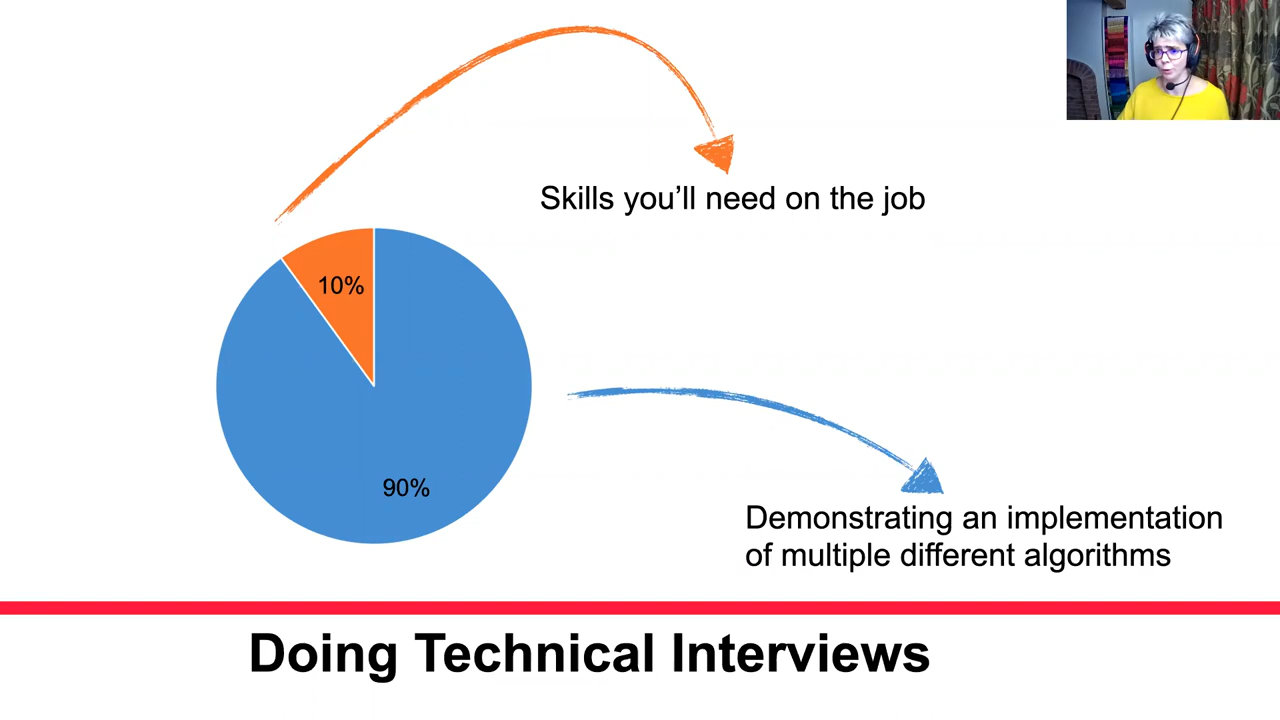 Skills you’ll need on the job
10%
90%
Demonstrating an implementation
of multiple different algorithms
Doing Technical Interviews